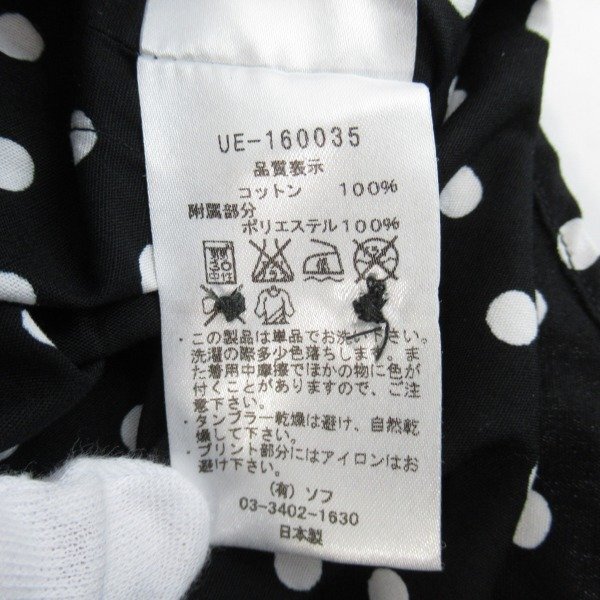 UE-160035
品質表示
コットン 100%
附属部分
ポリエステル100%
・この製品は単品でお洗い下さい。
洗濯の際多少色落ちします。ま
た着用中摩擦でほかの物に色が
付くことがありますので、ご注
意下さい。
・タンブラー乾燥は避け、自然乾
燥して下さい。
・プリント部分にはアイロンはお
避け下さい。
(有)ソフ
03-3402-1630
日本製